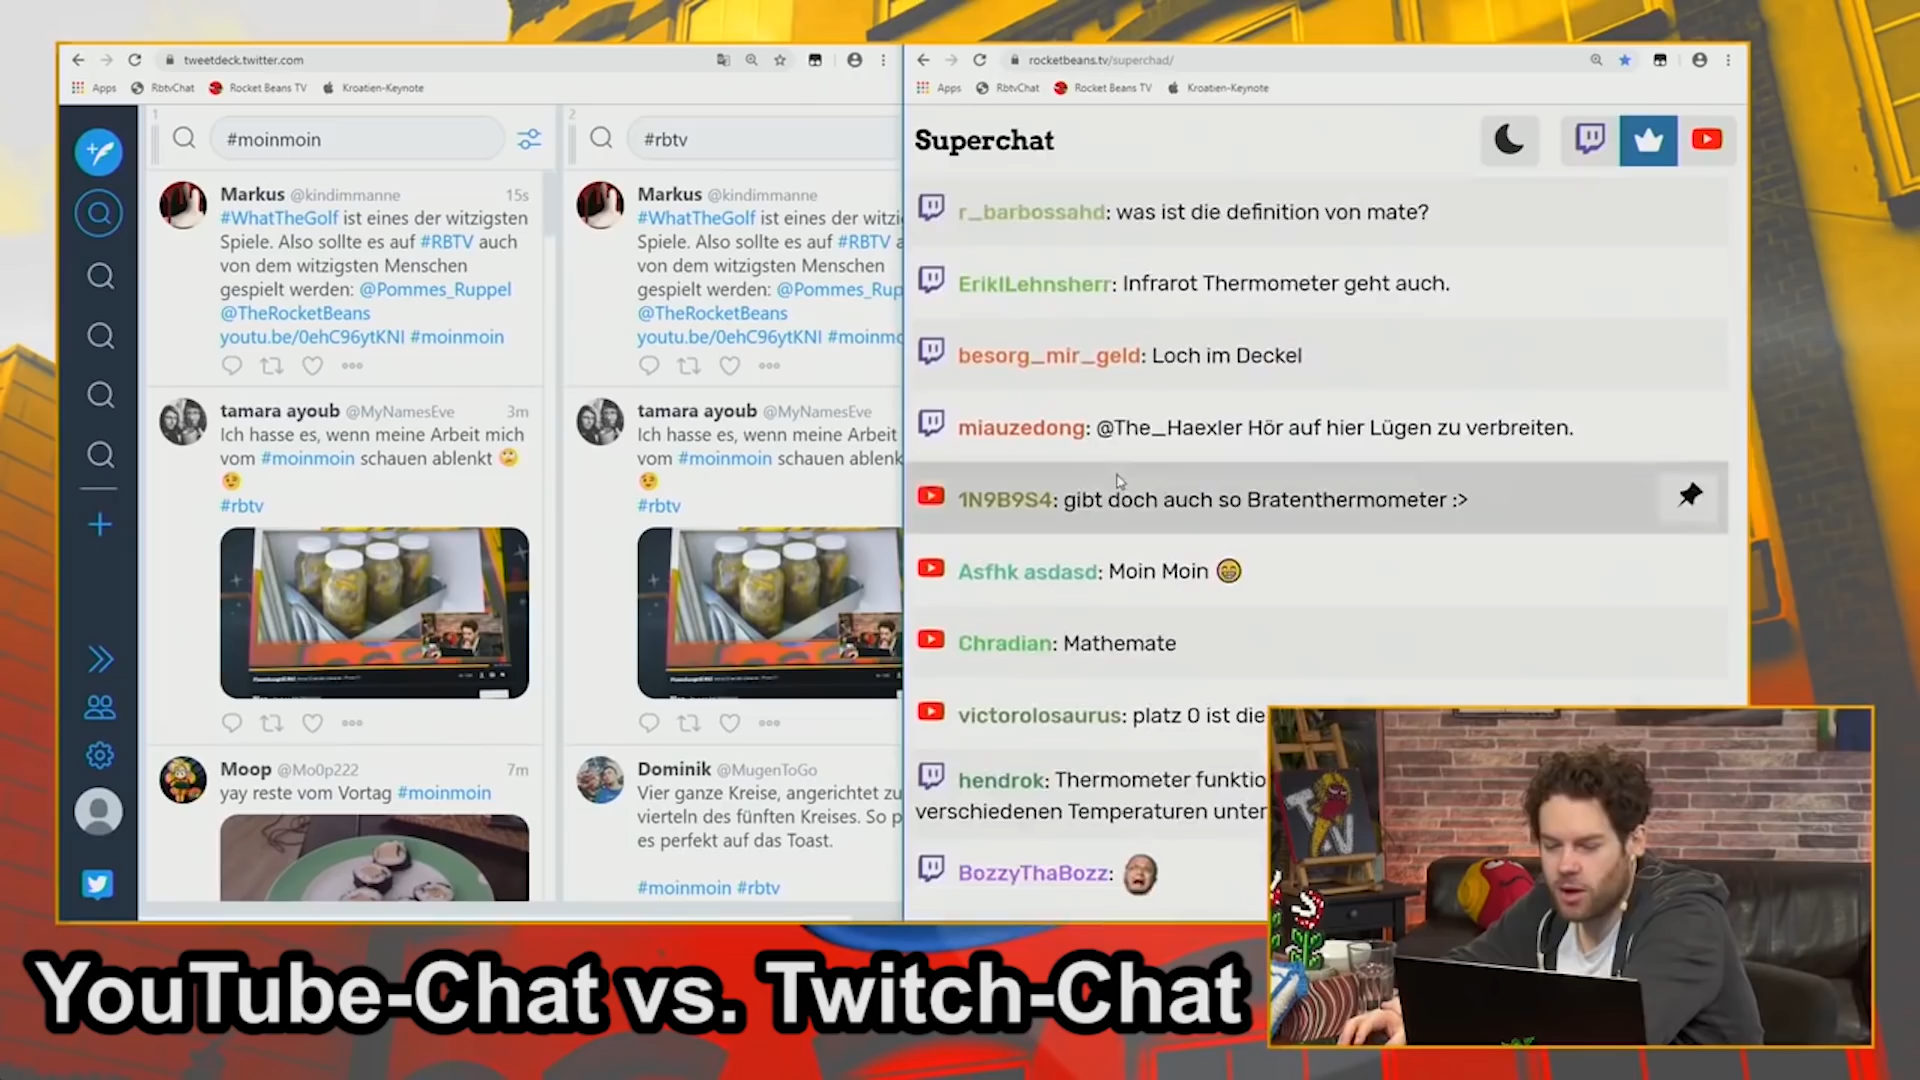 tweetdeck.twitter.com
Apps RbtvChat Rocket Beans TV Kroatien-Keynote
1
#moinmoin
Markus @kindimmanne 15s
#WhatTheGolf ist eines der witzigsten
Spiele. Also sollte es auf #RBTV auch
von dem witzigsten Menschen
gespielt werden: @Pommes_Ruppel
@TheRocketBeans
youtu.be/0ehC96ytKNI #moinmoin
tamara ayoub @MyNamesEve 3m
Ich hasse es, wenn meine Arbeit mich
vom #moinmoin schauen ablenkt 🙄
😉
#rbtv
Moop @Mo0p222 7m
yay reste vom Vortag #moinmoin
2
#rbtv
Markus @kindimmanne
#WhatTheGolf ist eines der witzi
Spiele. Also sollte es auf #RBTV a
von dem witzigsten Menschen
gespielt werden: @Pommes_Rup
@TheRocketBeans
youtu.be/0ehC96ytKNI #moinmo
tamara ayoub @MyNamesEve
Ich hasse es, wenn meine Arbeit
vom #moinmoin schauen ablenk
😉
#rbtv
Dominik @MugenToGo
Vier ganze Kreise, angerichtet zu
vierteln des fünften Kreises. So p
es perfekt auf das Toast.
#moinmoin #rbtv
rocketbeans.tv/superchad/
Apps RbtvChat Rocket Beans TV Kroatien-Keynote
Superchat
r_barbossahd: was ist die definition von mate?
EriklLehnsherr: Infrarot Thermometer geht auch.
besorg_mir_geld: Loch im Deckel
miauzedong: @The_Haexler Hör auf hier Lügen zu verbreiten.
1N9B9S4: gibt doch auch so Bratenthermometer :>
Asfhk asdasd: Moin Moin 😁
Chradian: Mathemate
victorolosaurus: platz 0 ist die
hendrok: Thermometer funktio
verschiedenen Temperaturen unter
BozzyThaBozz:
YouTube-Chat vs. Twitch-Chat